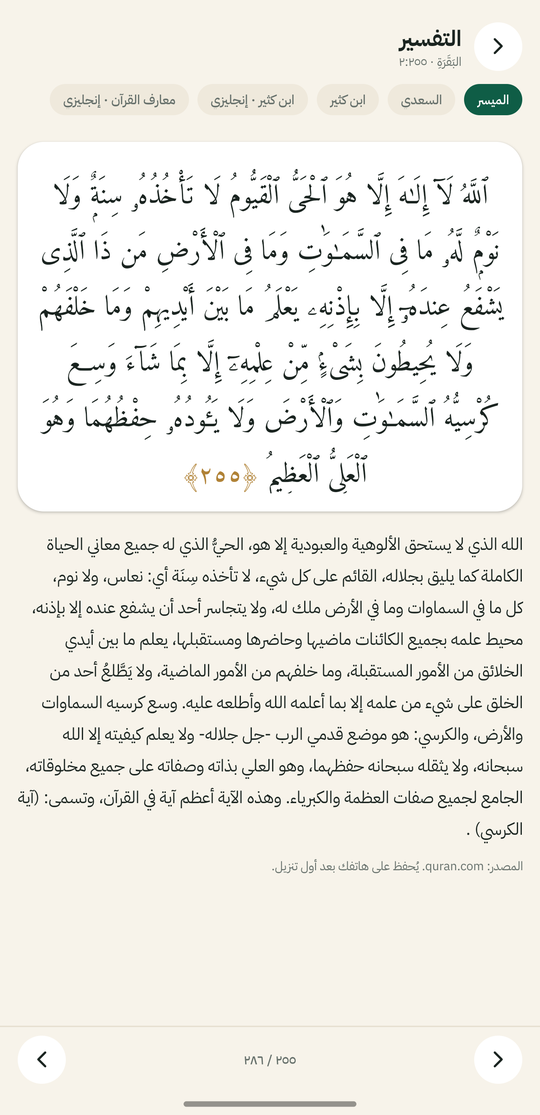 التفسير
البَقَرَةِ · ٢:٢٥٥
الميسر
السعدي
ابن كثير
ابن كثير · إنجليزي
معارف القرآن · إنجليزي
ٱللَّهُ لَآ إِلَـٰهَ إِلَّا هُوَ ٱلْحَىُّ ٱلْقَيُّومُ لَا تَأْخُذُهُۥ سِنَةٌۭ وَلَا
نَوْمٌۭ لَّهُۥ مَا فِى ٱلسَّمَـٰوَٰتِ وَمَا فِى ٱلْأَرْضِ مَن ذَا ٱلَّذِى
يَشْفَعُ عِندَهُۥٓ إِلَّا بِإِذْنِهِۦ يَعْلَمُ مَا بَيْنَ أَيْدِيهِمْ وَمَا خَلْفَهُمْ
وَلَا يُحِيطُونَ بِشَىْءٍۢ مِّنْ عِلْمِهِۦٓ إِلَّا بِمَا شَآءَ وَسِعَ
كُرْسِيُّهُ ٱلسَّمَـٰوَٰتِ وَٱلْأَرْضَ وَلَا يَـُٔودُهُۥ حِفْظُهُمَا وَهُوَ
ٱلْعَلِىُّ ٱلْعَظِيمُ ﴿٢٥٥﴾
الله الذي لا يستحق الألوهية والعبودية إلا هو، الحيُّ الذي له جميع معاني الحياة
الكاملة كما يليق بجلاله، القائم على كل شيء، لا تأخذه سِنَة أي: نعاس، ولا نوم،
كل ما في السماوات وما في الأرض ملك له، ولا يتجاسر أحد أن يشفع عنده إلا بإذنه،
محيط علمه بجميع الكائنات ماضيها وحاضرها ومستقبلها، يعلم ما بين أيدي
الخلائق من الأمور المستقبلة، وما خلفهم من الأمور الماضية، ولا يَطَّلعُ أحد من
الخلق على شيء من علمه إلا بما أعلمه الله وأطلعه عليه. وسع كرسيه السماوات
والأرض، والكرسي: هو موضع قدمي الرب -جل جلاله- ولا يعلم كيفيته إلا الله
سبحانه، ولا يثقله سبحانه حفظهما، وهو العلي بذاته وصفاته على جميع مخلوقاته،
الجامع لجميع صفات العظمة والكبرياء. وهذه الآية أعظم آية في القرآن، وتسمى: (آية
الكرسي) .
المصدر: quran.com. يُحفظ على هاتفك بعد أول تنزيل.
٢٥٥ / ٢٨٦